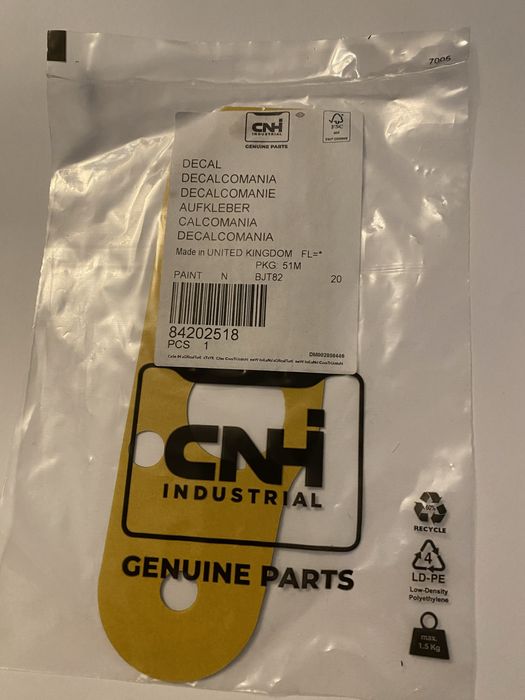 7006
CNH
INDUSTRIAL
GENUINE PARTS
FSC
DECAL
DECALCOMANIA
DECALCOMANIE
AUFKLEBER
CALCOMANIA
DECALCOMANIA
Made in UNITED KINGDOM FL=*
PKG 51M
PAINT N BJT82 20
84202518
PCS 1
CNH
INDUSTRIAL
GENUINE PARTS
60%
RECYCLE
4
LD-PE
Low-Density
Polyethylene
max.
1.5 Kg